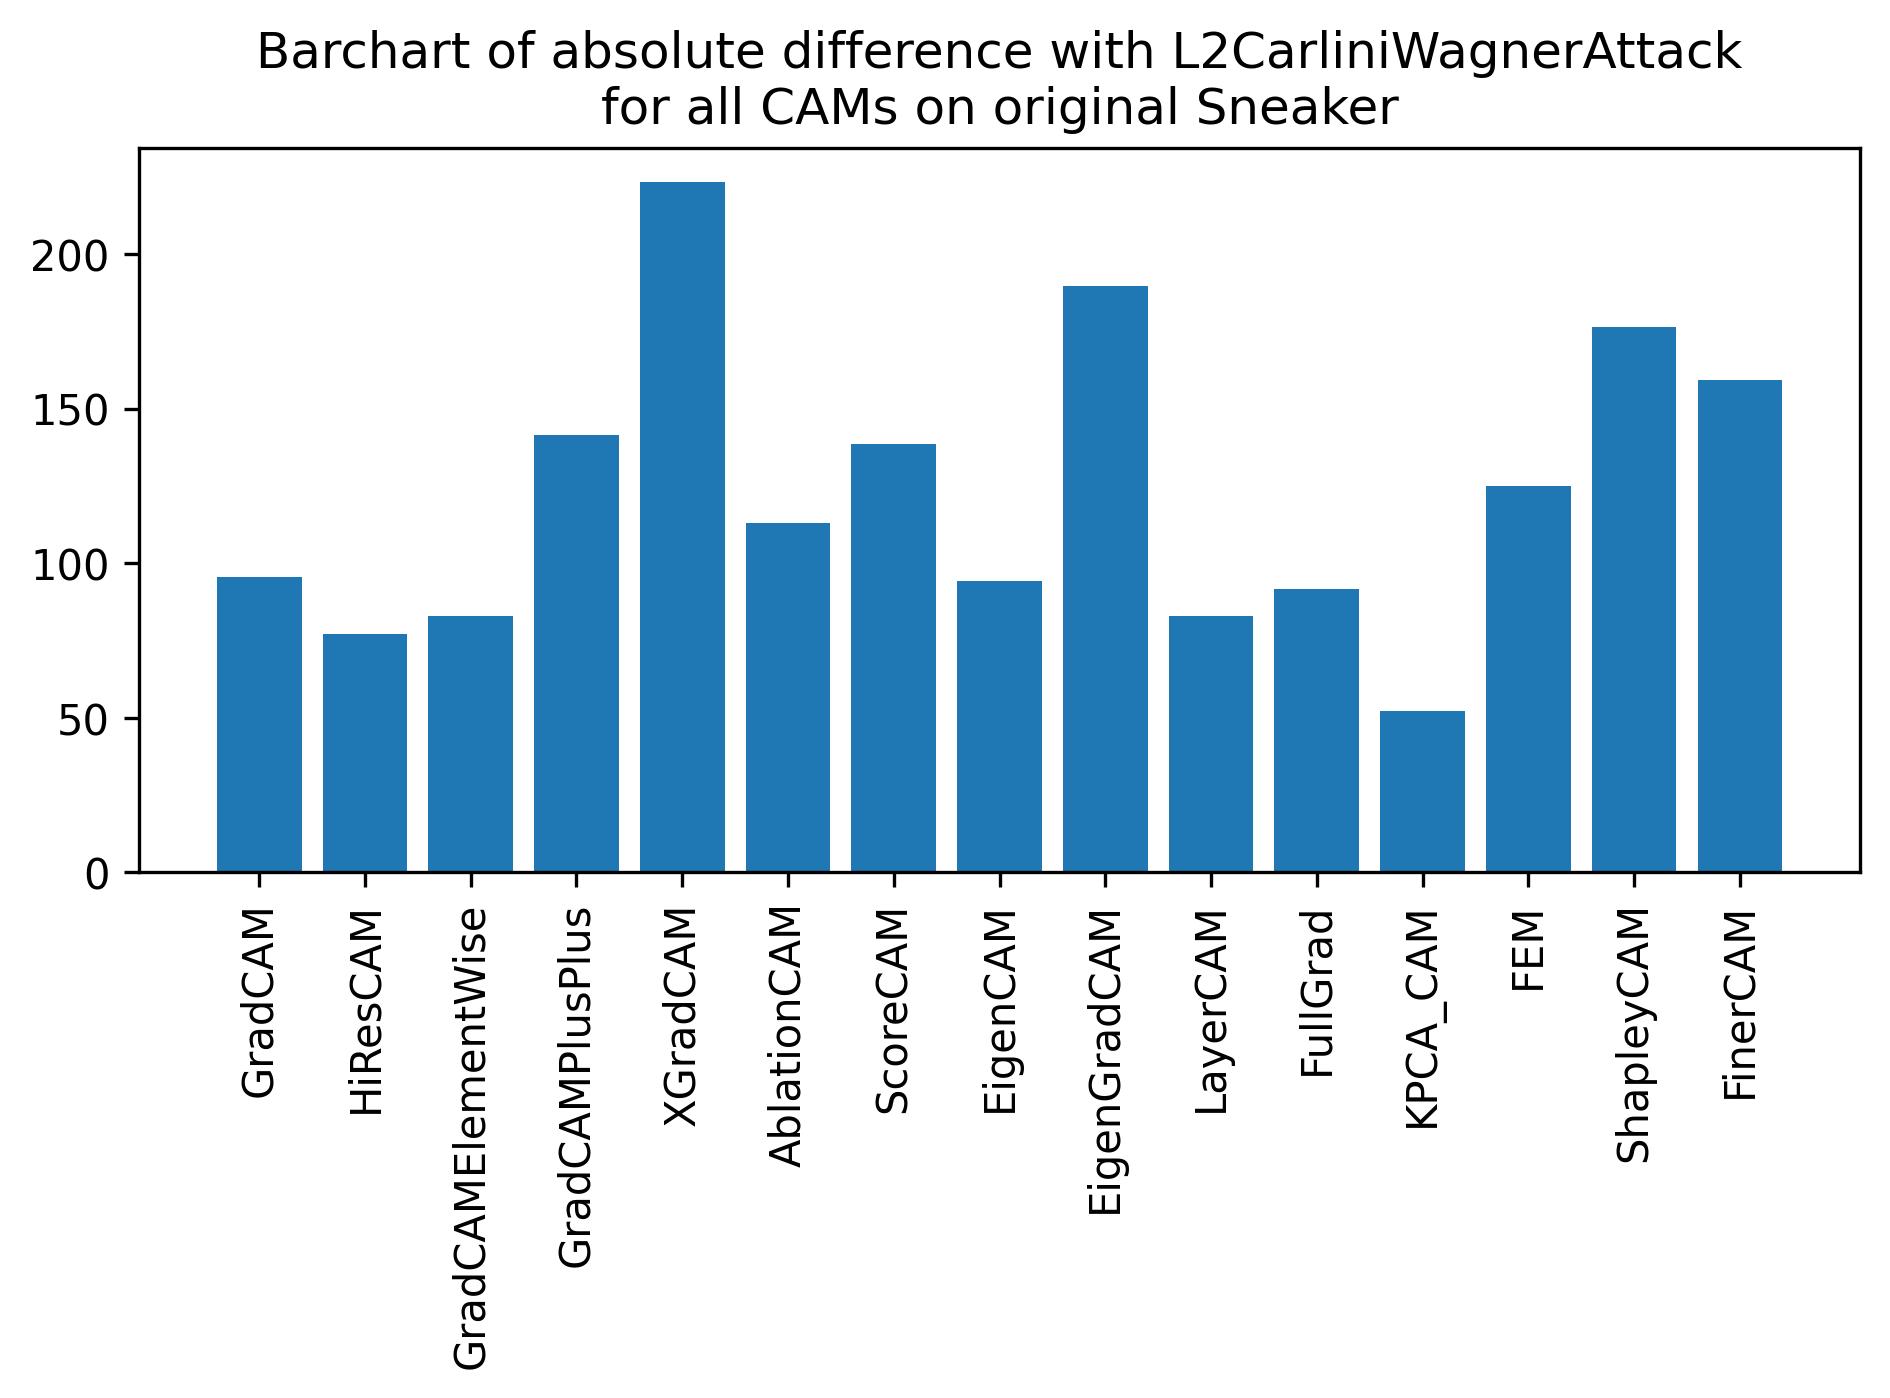 Barchart of absolute difference with L2CarliniWagnerAttack
for all CAMs on original Sneaker
200
150
100
50
0
GradCAM
HiResCAM
GradCAMElementWise
GradCAMPlusPlus
XGradCAM
AblationCAM
ScoreCAM
EigenCAM
EigenGradCAM
LayerCAM
FullGrad
KPCA_CAM
FEM
ShapleyCAM
FinerCAM